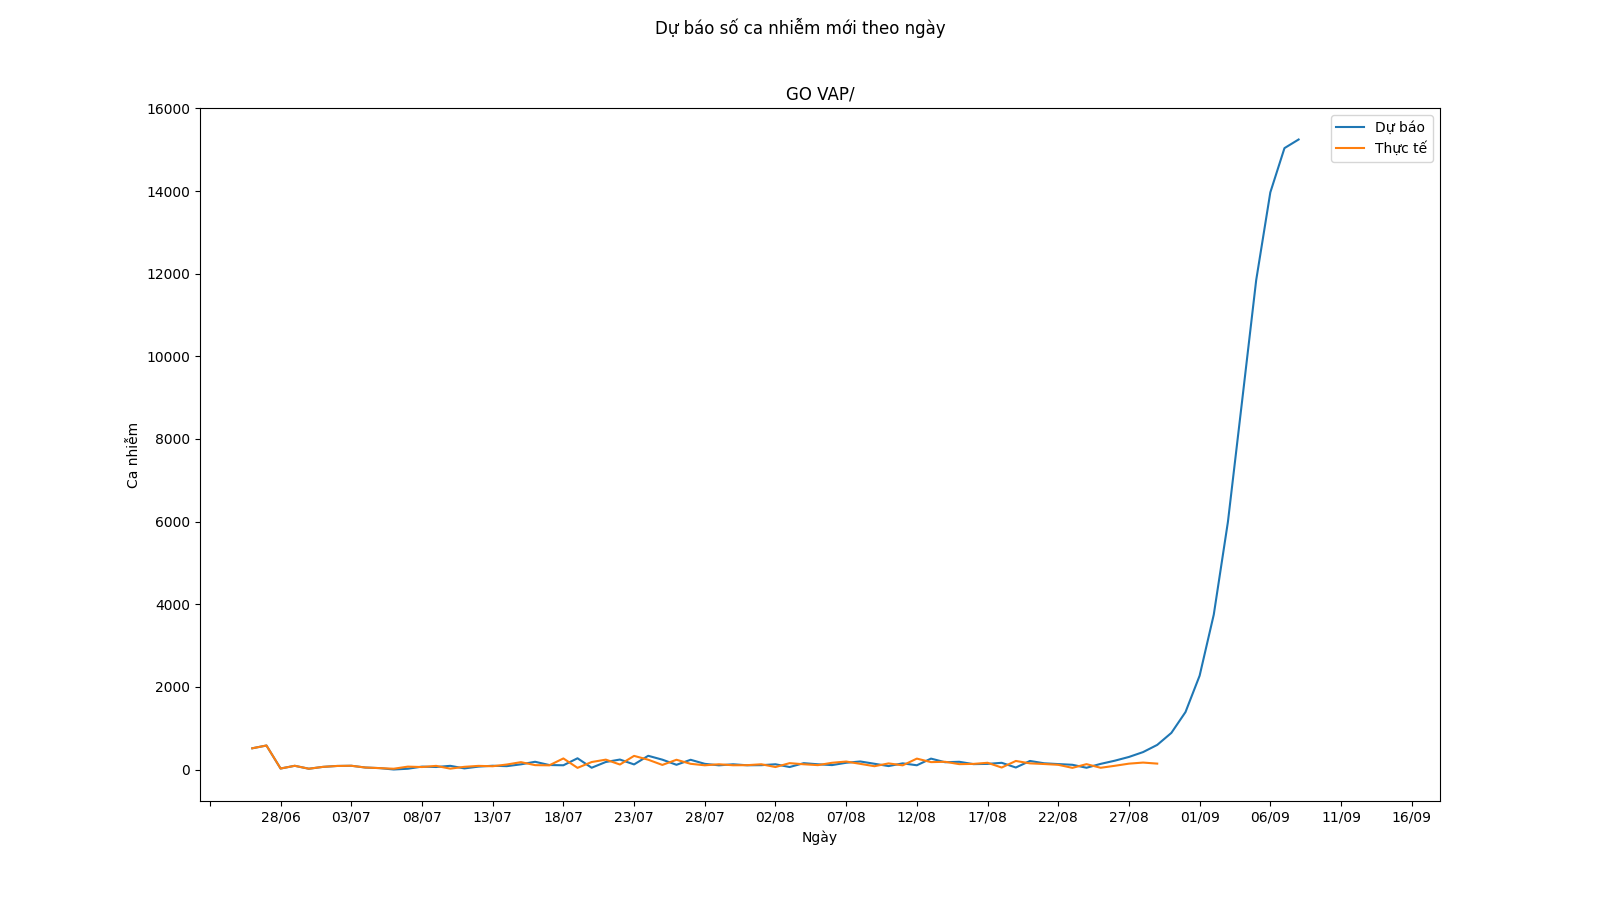 Dự báo số ca nhiễm mới theo ngày
GO VAP/
Dự báo
Thực tế
16000
14000
12000
10000
8000
6000
4000
2000
0
Ca nhiễm
28/06 03/07 08/07 13/07 18/07 23/07 28/07 02/08 07/08 12/08 17/08 22/08 27/08 01/09 06/09 11/09 16/09
Ngày